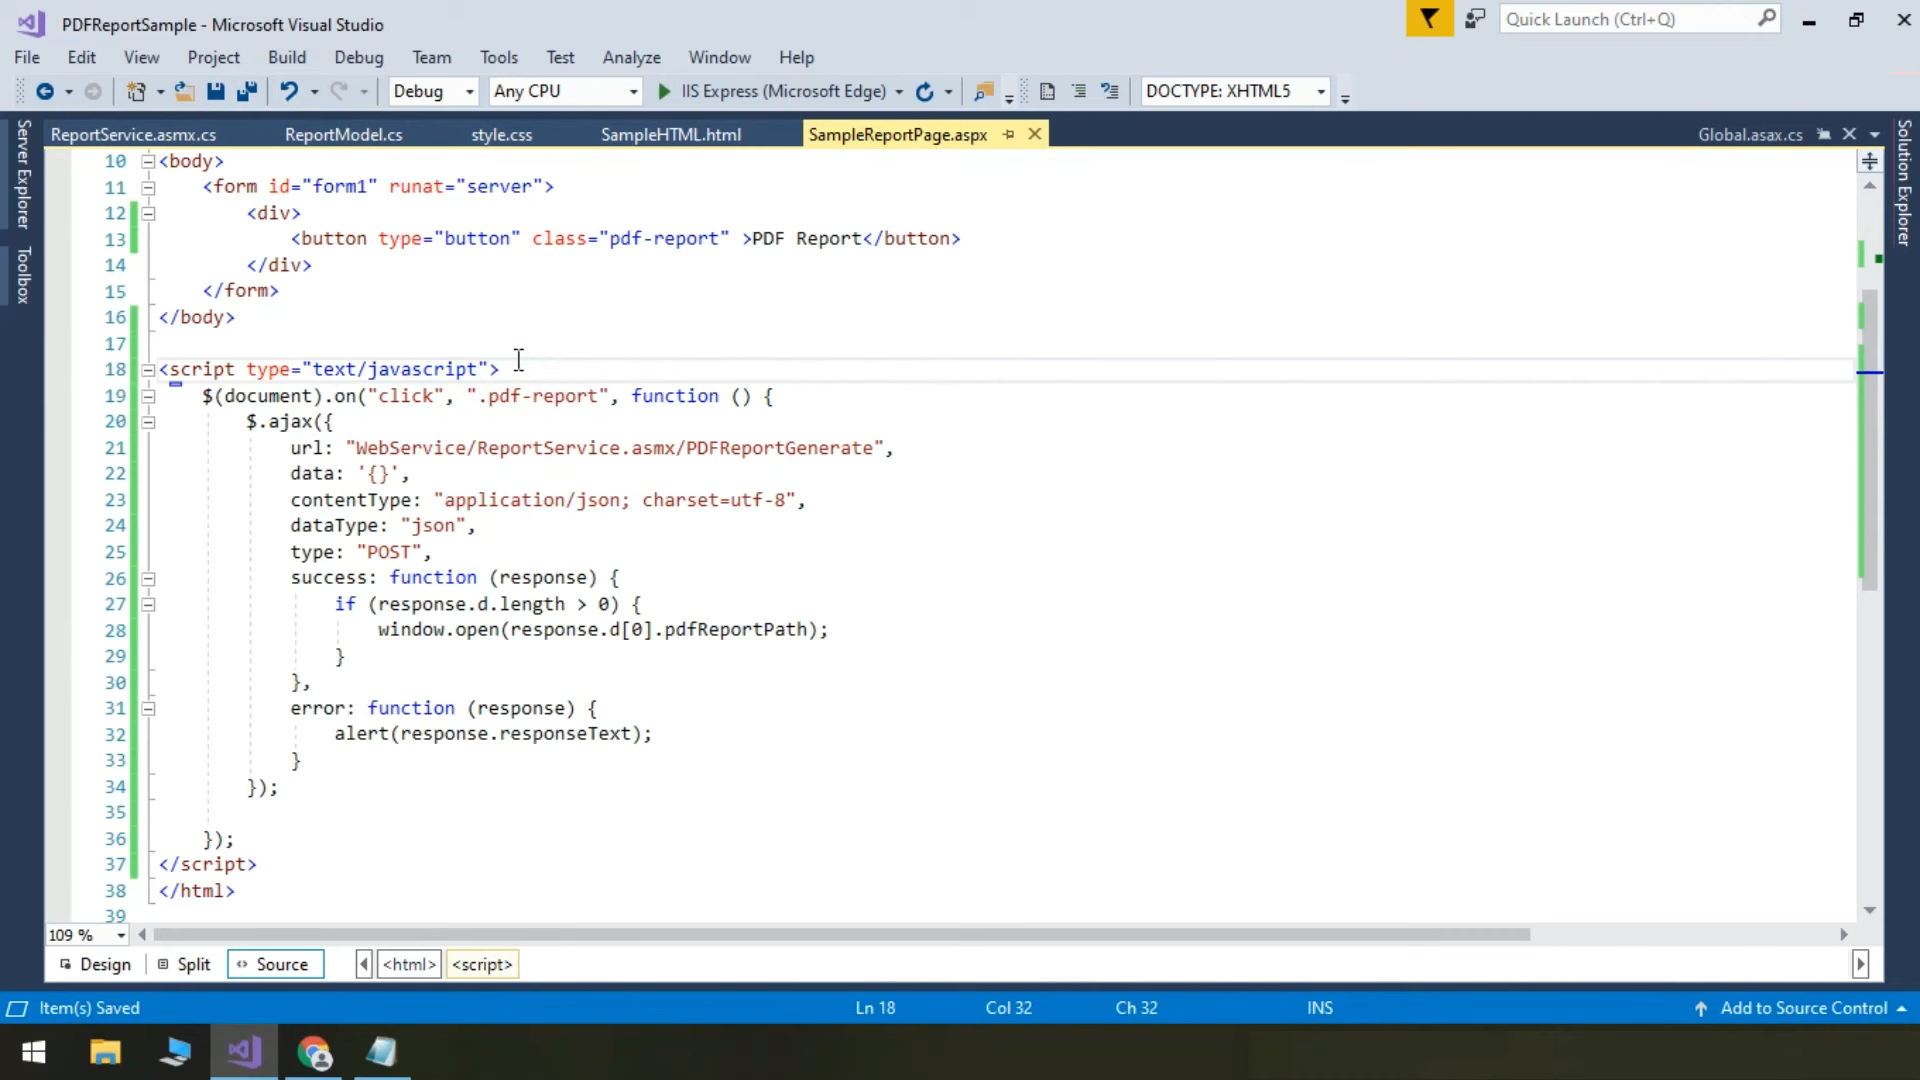 PDFReportSample - Microsoft Visual Studio
Quick Launch (Ctrl+Q)
File Edit View Project Build Debug Team Tools Test Analyze Window Help
Debug Any CPU IIS Express (Microsoft Edge) DOCTYPE: XHTML5
ReportService.asmx.cs ReportModel.cs style.css SampleHTML.html SampleReportPage.aspx Global.asax.cs
Server Explorer
Toolbox
Solution Explorer
10 <body>
11 <form id="form1" runat="server">
12 <div>
13 <button type="button" class="pdf-report" >PDF Report</button>
14 </div>
15 </form>
16 </body>
17
18 <script type="text/javascript">
19 $(document).on("click", ".pdf-report", function () {
20 $.ajax({
21 url: "WebService/ReportService.asmx/PDFReportGenerate",
22 data: '{}',
23 contentType: "application/json; charset=utf-8",
24 dataType: "json",
25 type: "POST",
26 success: function (response) {
27 if (response.d.length > 0) {
28 window.open(response.d[0].pdfReportPath);
29 }
30 },
31 error: function (response) {
32 alert(response.responseText);
33 }
34 });
35
36 });
37 </script>
38 </html>
39
109 %
Design Split Source <html> <script>
Item(s) Saved Ln 18 Col 32 Ch 32 INS Add to Source Control